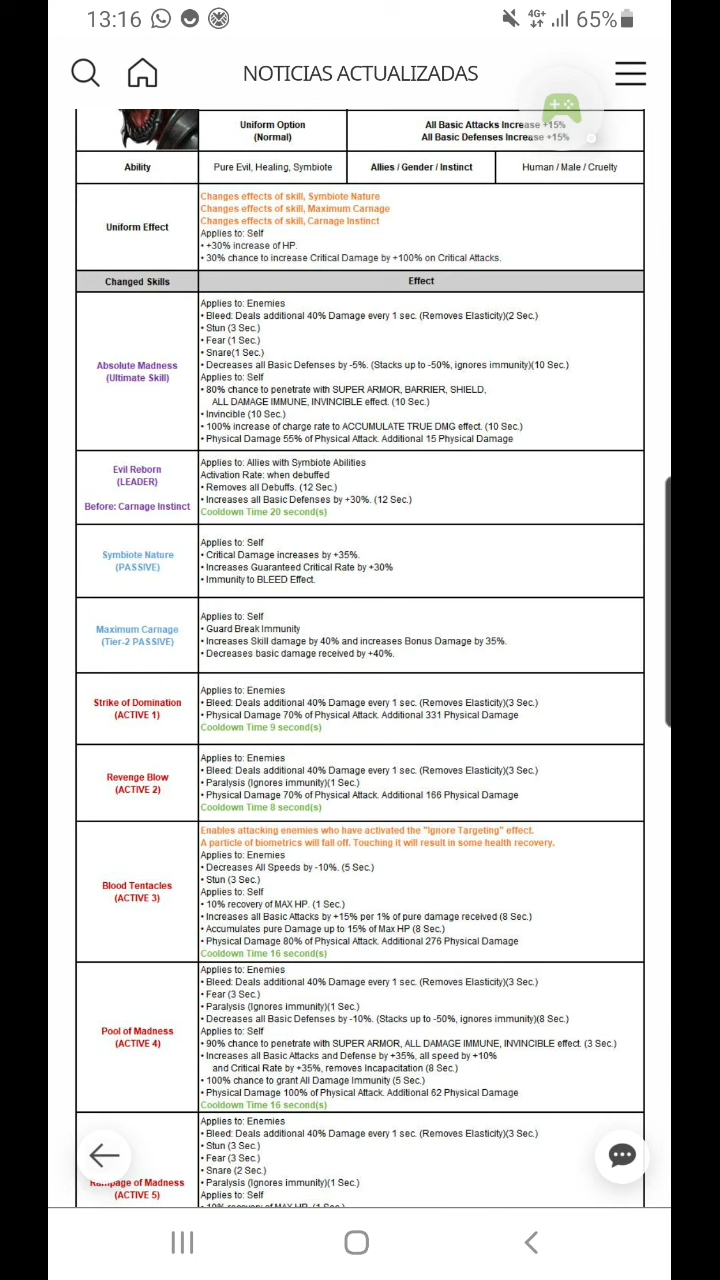 13:16
4G+
65%
NOTICIAS ACTUALIZADAS
Uniform Option
(Normal)
All Basic Attacks Increase +15%
All Basic Defenses Increase +15%
Ability
Pure Evil, Healing, Symbiote
Allies / Gender / Instinct
Human / Male / Cruelty
Uniform Effect
Changes effects of skill, Symbiote Nature
Changes effects of skill, Maximum Carnage
Changes effects of skill, Carnage Instinct
Applies to: Self
• +30% increase of HP.
• 30% chance to increase Critical Damage by +100% on Critical Attacks.
Changed Skills
Effect
Absolute Madness
(Ultimate Skill)
Applies to: Enemies
• Bleed: Deals additional 40% Damage every 1 sec. (Removes Elasticity)(2 Sec.)
• Stun (3 Sec.)
• Fear (1 Sec.)
• Snare(1 Sec.)
• Decreases all Basic Defenses by -5%. (Stacks up to -50%, ignores immunity)(10 Sec.)
Applies to: Self
• 80% chance to penetrate with SUPER ARMOR, BARRIER, SHIELD,
ALL DAMAGE IMMUNE, INVINCIBLE effect. (10 Sec.)
• Invincible (10 Sec.)
• 100% increase of charge rate to ACCUMULATE TRUE DMG effect. (10 Sec.)
• Physical Damage 55% of Physical Attack. Additional 15 Physical Damage
Evil Reborn
(LEADER)
Before: Carnage Instinct
Applies to: Allies with Symbiote Abilities
Activation Rate: when debuffed
• Removes all Debuffs. (12 Sec.)
• Increases all Basic Defenses by +30%. (12 Sec.)
Cooldown Time 20 second(s)
Symbiote Nature
(PASSIVE)
Applies to: Self
• Critical Damage increases by +35%.
• Increases Guaranteed Critical Rate by +30%
• Immunity to BLEED Effect.
Maximum Carnage
(Tier-2 PASSIVE)
Applies to: Self
• Guard Break Immunity
• Increases Skill damage by 40% and increases Bonus Damage by 35%.
• Decreases basic damage received by +40%.
Strike of Domination
(ACTIVE 1)
Applies to: Enemies
• Bleed: Deals additional 40% Damage every 1 sec. (Removes Elasticity)(3 Sec.)
• Physical Damage 70% of Physical Attack. Additional 331 Physical Damage
Cooldown Time 9 second(s)
Revenge Blow
(ACTIVE 2)
Applies to: Enemies
• Bleed: Deals additional 40% Damage every 1 sec. (Removes Elasticity)(3 Sec.)
• Paralysis (Ignores immunity)(1 Sec.)
• Physical Damage 70% of Physical Attack. Additional 166 Physical Damage
Cooldown Time 8 second(s)
Blood Tentacles
(ACTIVE 3)
Enables attacking enemies who have activated the "Ignore Targeting" effect.
A particle of biometrics will fall off. Touching it will result in some health recovery.
Applies to: Enemies
• Decreases All Speeds by -10%. (5 Sec.)
• Stun (3 Sec.)
Applies to: Self
• 10% recovery of MAX HP. (1 Sec.)
• Increases all Basic Attacks by +15% per 1% of pure damage received (8 Sec.)
• Accumulates pure Damage up to 15% of Max HP (8 Sec.)
• Physical Damage 80% of Physical Attack. Additional 276 Physical Damage
Cooldown Time 16 second(s)
Pool of Madness
(ACTIVE 4)
Applies to: Enemies
• Bleed: Deals additional 40% Damage every 1 sec. (Removes Elasticity)(3 Sec.)
• Fear (3 Sec.)
• Paralysis (Ignores immunity)(1 Sec.)
• Decreases all Basic Defenses by -10%. (Stacks up to -50%, ignores immunity)(8 Sec.)
Applies to: Self
• 90% chance to penetrate with SUPER ARMOR, ALL DAMAGE IMMUNE, INVINCIBLE effect. (3 Sec.)
• Increases all Basic Attacks and Defense by +35%, all speed by +10%
and Critical Rate by +35%, removes Incapacitation (8 Sec.)
• 100% chance to grant All Damage Immunity (5 Sec.)
• Physical Damage 100% of Physical Attack. Additional 62 Physical Damage
Cooldown Time 16 second(s)
Rampage of Madness
(ACTIVE 5)
Applies to: Enemies
• Bleed: Deals additional 40% Damage every 1 sec. (Removes Elasticity)(3 Sec.)
• Stun (3 Sec.)
• Fear (3 Sec.)
• Snare (2 Sec.)
• Paralysis (Ignores immunity)(1 Sec.)
Applies to: Self
• 10% recovery of MAX HP. (1 Sec.)